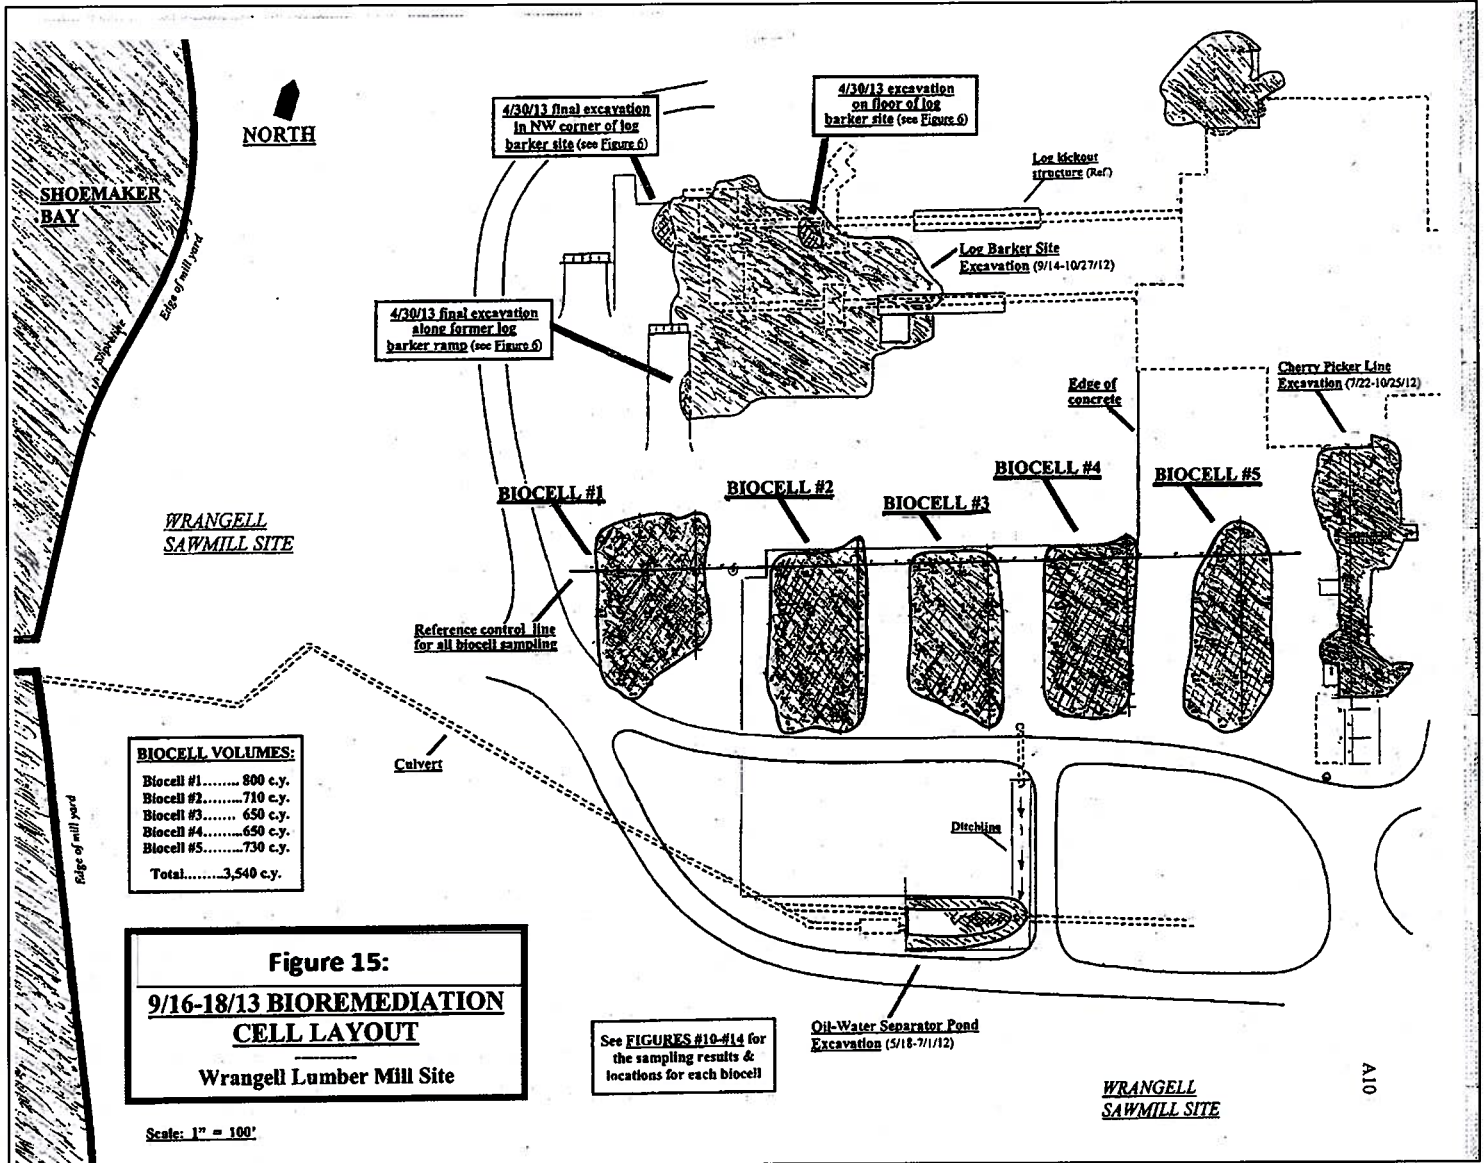 4/30/13 final excavation
in NW corner of log
barker site (see Figure 6)
4/30/13 excavation
on floor of log
barker site (see Figure 6)
NORTH
SHOEMAKER
BAY
Edge of mill yard
Log kickout
structure (Ref.)
Log Barker Site
Excavation (9/14-10/27/12)
4/30/13 final excavation
along former log
barker ramp (see Figure 6)
Edge of
concrete
Cherry Picker Line
Excavation (7/22-10/25/12)
BIOCELL #1
BIOCELL #2
BIOCELL #3
BIOCELL #4
BIOCELL #5
WRANGELL
SAWMILL SITE
Reference control line
for all biocell sampling
Culvert
BIOCELL VOLUMES:
Biocell #1........ 800 c.y.
Biocell #2.........710 c.y.
Biocell #3....... 650 c.y.
Biocell #4.........650 c.y.
Biocell #5.........730 c.y.
Total.........3,540 c.y.
Edge of mill yard
Ditchline
Figure 15:
9/16-18/13 BIOREMEDIATION
CELL LAYOUT
Wrangell Lumber Mill Site
See FIGURES #10-#14 for
the sampling results &
locations for each biocell
Oil-Water Separator Pond
Excavation (5/18-7/1/12)
WRANGELL
SAWMILL SITE
A10
Scale: 1" = 100'